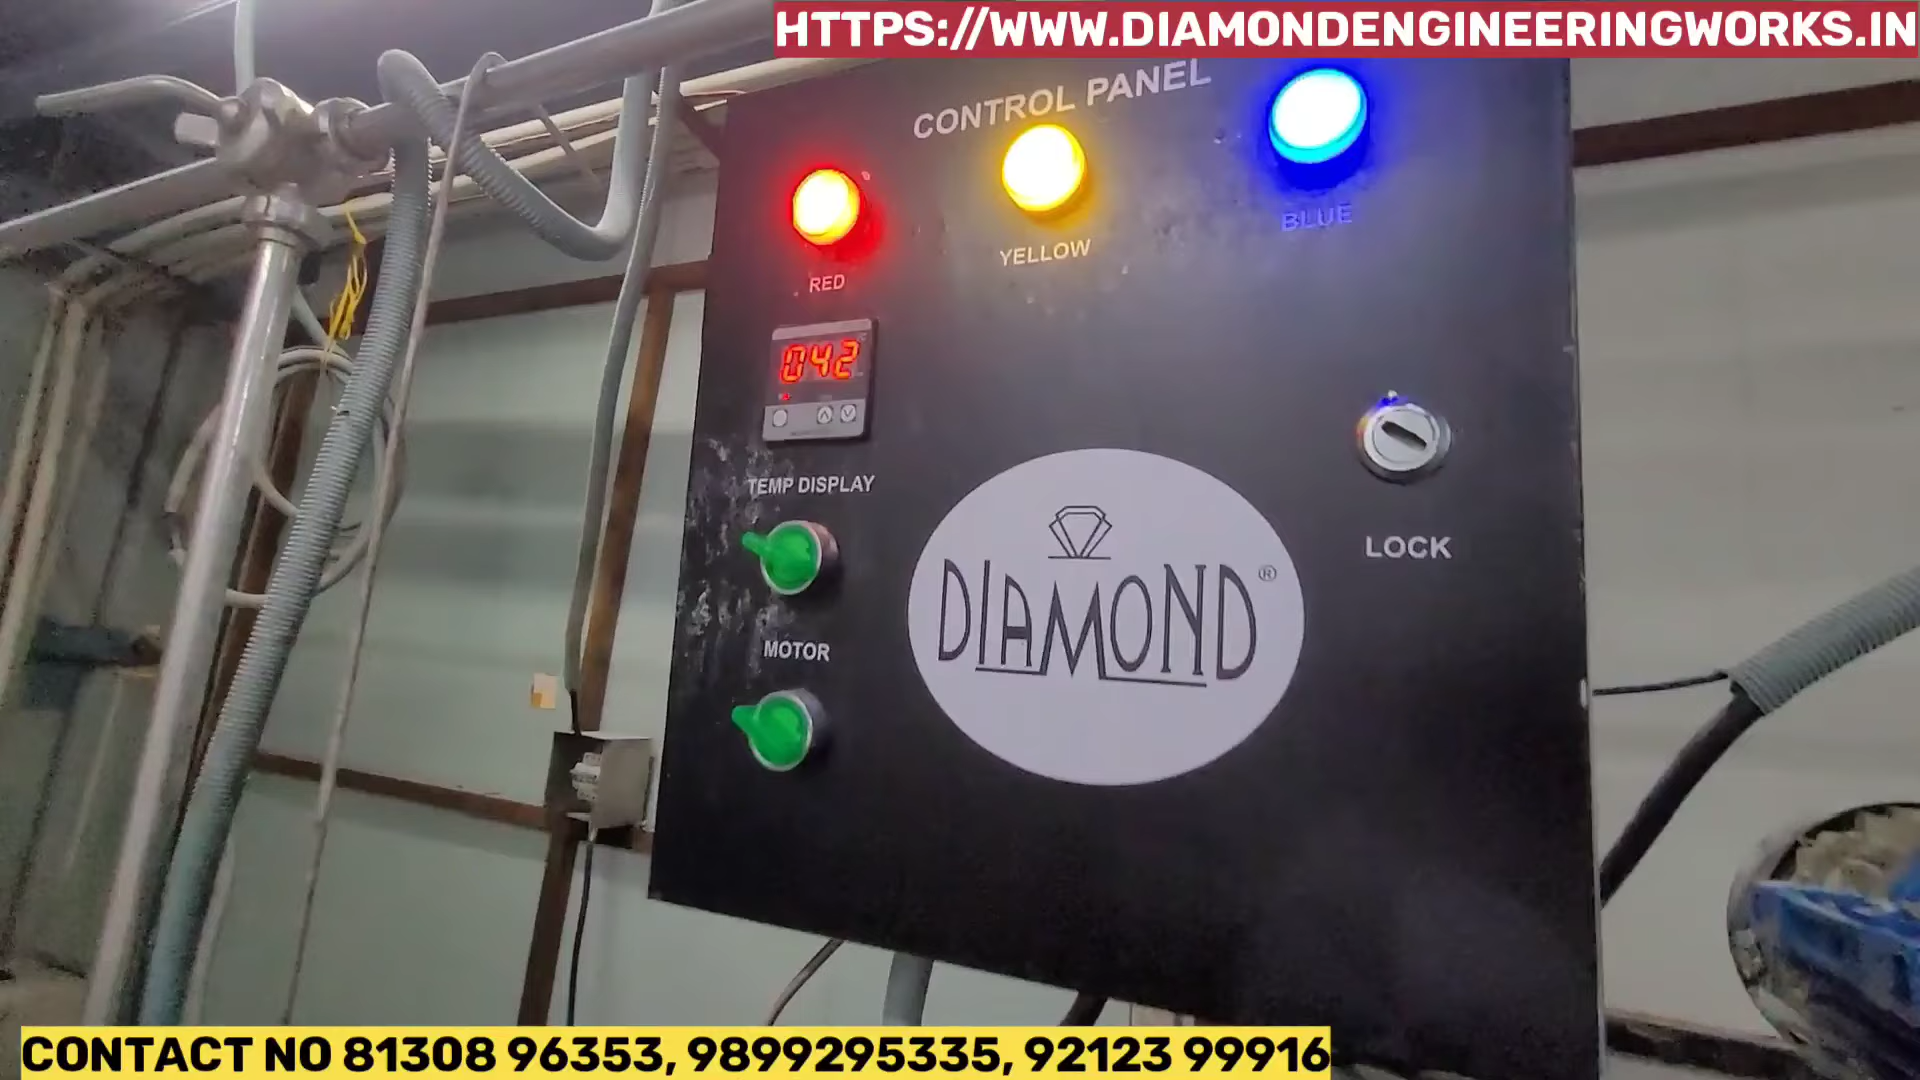 HTTPS://WWW.DIAMONDENGINEERINGWORKS.IN
CONTROL PANEL
RED
YELLOW
BLUE
042
TEMP DISPLAY
LOCK
DIAMOND®
MOTOR
CONTACT NO 81308 96353, 9899295335, 92123 99916